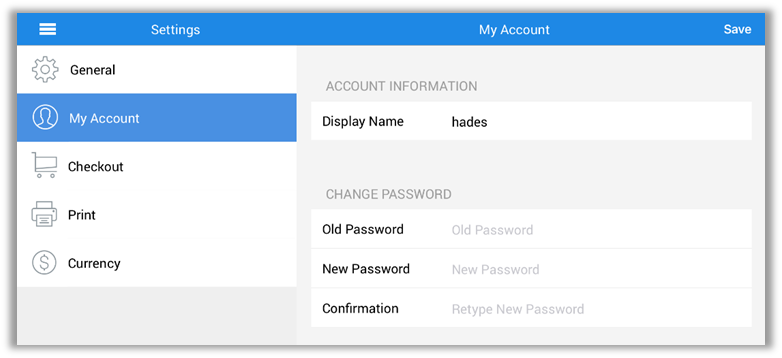 Settings
My Account
Save
General
My Account
Checkout
Print
Currency
ACCOUNT INFORMATION
Display Name hades
CHANGE PASSWORD
Old Password Old Password
New Password New Password
Confirmation Retype New Password